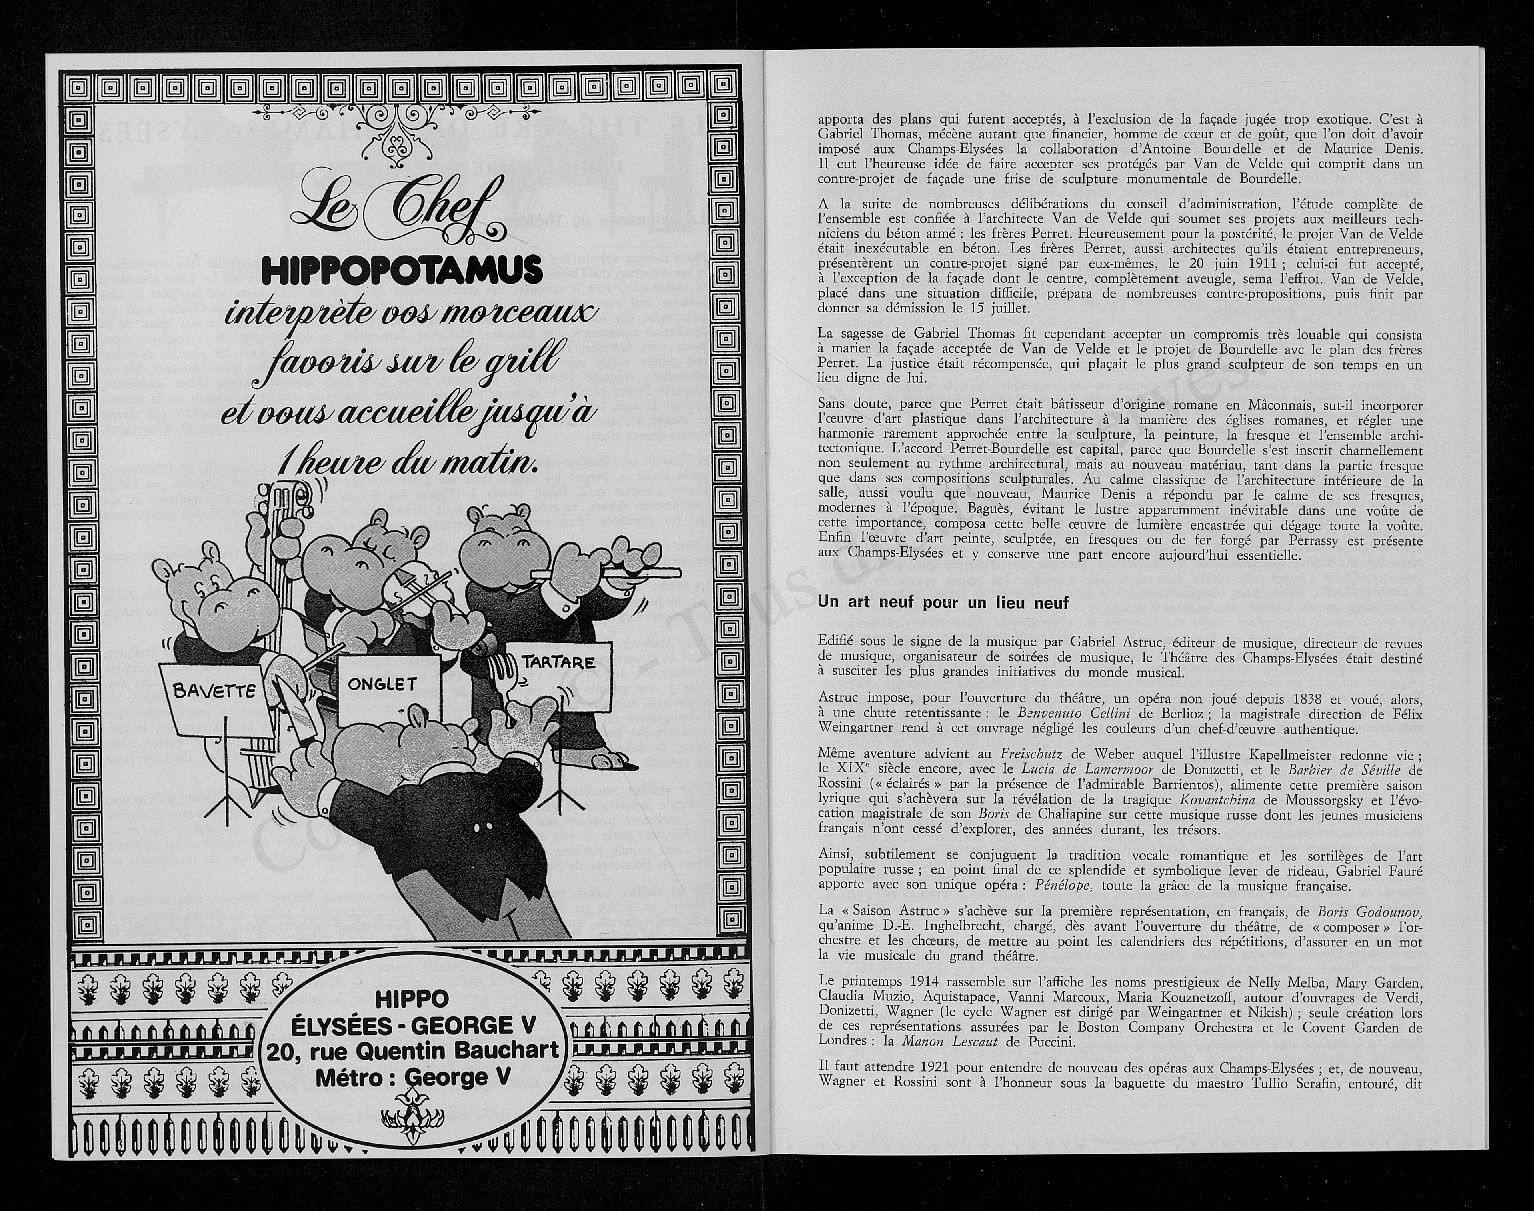 Le Chef
HIPPOPOTAMUS
interprète vos morceaux
favoris sur le grill
et vous accueille jusqu'à
1 heure du matin.
BAVETTE
ONGLET
TARTARE
HIPPO
ÉLYSÉES - GEORGE V
20, rue Quentin Bauchart
Métro : George V
apporta des plans qui furent acceptés, à l'exclusion de la façade jugée trop exotique. C'est à
Gabriel Thomas, mécène autant que financier, homme de cœur et de goût, que l'on doit d'avoir
imposé aux Champs-Elysées la collaboration d'Antoine Bourdelle et de Maurice Denis.
Il eut l'heureuse idée de faire accepter ses protégés par Van de Velde qui comprit dans un
contre-projet de façade une frise de sculpture monumentale de Bourdelle.
A la suite de nombreuses délibérations du conseil d'administration, l'étude complète de
l'ensemble est confiée à l'architecte Van de Velde qui soumet ses projets aux meilleurs tech-
niciens du béton armé : les frères Perret. Heureusement pour la postérité, le projet Van de Velde
était inexécutable en béton. Les frères Perret, aussi architectes qu'ils étaient entrepreneurs,
présentèrent un contre-projet signé par eux-mêmes, le 20 juin 1911 ; celui-ci fut accepté,
à l'exception de la façade dont le centre, complètement aveugle, sema l'effroi. Van de Velde,
placé dans une situation difficile, prépara de nombreuses contre-propositions, puis finit par
donner sa démission le 15 juillet.
La sagesse de Gabriel Thomas fit cependant accepter un compromis très louable qui consista
à marier la façade acceptée de Van de Velde et le projet de Bourdelle avc le plan des frères
Perret. La justice était récompensée, qui plaçait le plus grand sculpteur de son temps en un
lieu digne de lui.
Sans doute, parce que Perret était bâtisseur d'origine romane en Mâconnais, sut-il incorporer
l'œuvre d'art plastique dans l'architecture à la manière des églises romanes, et régler une
harmonie rarement approchée entre la sculpture, la peinture, la fresque et l'ensemble archi-
tectonique. L'accord Perret-Bourdelle est capital, parce que Bourdelle s'est inscrit charnellement
non seulement au rythme architectural, mais au nouveau matériau, tant dans la partie fresque
que dans ses compositions sculpturales. Au calme classique de l'architecture intérieure de la
salle, aussi voulu que nouveau, Maurice Denis a répondu par le calme de ses fresques,
modernes à l'époque. Baguès, évitant le lustre apparemment inévitable dans une voûte de
cette importance, composa cette belle œuvre de lumière encastrée qui dégage toute la voûte.
Enfin l'œuvre d'art peinte, sculptée, en fresques ou de fer forgé par Perrassy est présente
aux Champs-Elysées et y conserve une part encore aujourd'hui essentielle.
Un art neuf pour un lieu neuf
Edifié sous le signe de la musique par Gabriel Astruc, éditeur de musique, directeur de revues
de musique, organisateur de soirées de musique, le Théâtre des Champs-Elysées était destiné
à susciter les plus grandes initiatives du monde musical.
Astruc impose, pour l'ouverture du théâtre, un opéra non joué depuis 1838 et voué, alors,
à une chute retentissante : le Benvenuto Cellini de Berlioz ; la magistrale direction de Félix
Weingartner rend à cet ouvrage négligé les couleurs d'un chef-d'œuvre authentique.
Même aventure advient au Freischutz de Weber auquel l'illustre Kapellmeister redonne vie ;
le XIXe siècle encore, avec le Lucia de Lamermoor de Donizetti, et le Barbier de Séville de
Rossini (« éclairés » par la présence de l'admirable Barrientos), alimente cette première saison
lyrique qui s'achèvera sur la révélation de la tragique Kovantchina de Moussorgsky et l'évo-
cation magistrale de son Boris de Chaliapine sur cette musique russe dont les jeunes musiciens
français n'ont cessé d'explorer, des années durant, les trésors.
Ainsi, subtilement se conjuguent la tradition vocale romantique et les sortilèges de l'art
populaire russe ; en point final de ce splendide et symbolique lever de rideau, Gabriel Fauré
apporte avec son unique opéra : Pénélope, toute la grâce de la musique française.
La « Saison Astruc » s'achève sur la première représentation, en français, de Boris Godounov,
qu'anime D.-E. Inghelbrecht, chargé, dès avant l'ouverture du théâtre, de « composer » l'or-
chestre et les chœurs, de mettre au point les calendriers des répétitions, d'assurer en un mot
la vie musicale du grand théâtre.
Le printemps 1914 rassemble sur l'affiche les noms prestigieux de Nelly Melba, Mary Garden,
Claudia Muzio, Aquistapace, Vanni Marcoux, Maria Kouznetzoff, autour d'ouvrages de Verdi,
Donizetti, Wagner (le cycle Wagner est dirigé par Weingartner et Nikish) ; seule création lors
de ces représentations assurées par le Boston Company Orchestra et le Covent Garden de
Londres : la Manon Lescaut de Puccini.
Il faut attendre 1921 pour entendre de nouveau des opéras aux Champs-Elysées ; et, de nouveau,
Wagner et Rossini sont à l'honneur sous la baguette du maestro Tullio Serafin, entouré, dit